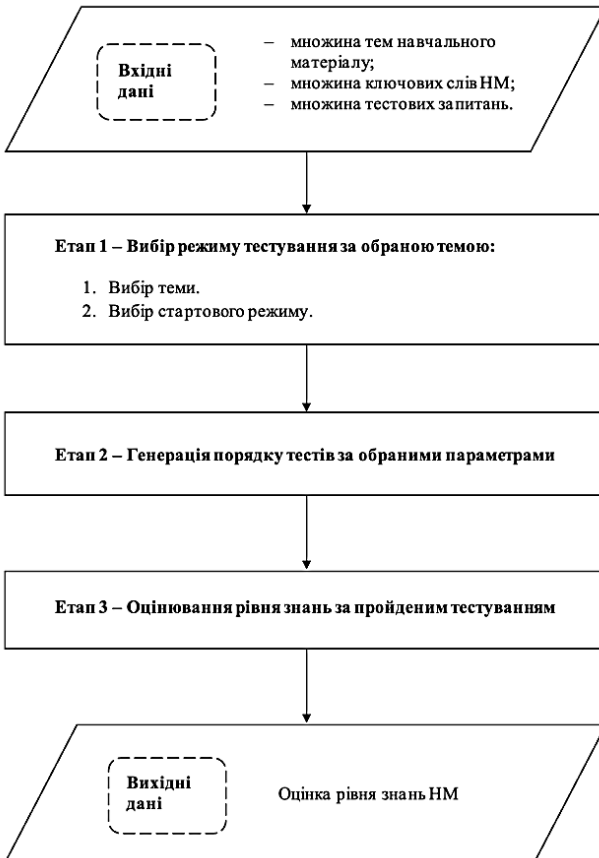 Вхідні
дані
– множина тем навчального
матеріалу;
– множина ключових слів НМ;
– множина тестових запитань.
Етап 1 – Вибір режиму тестування за обраною темою:
1. Вибір теми.
2. Вибір стартового режиму.
Етап 2 – Генерація порядку тестів за обраними параметрами
Етап 3 – Оцінювання рівня знань за пройденим тестуванням
Вихідні
дані
Оцінка рівня знань НМ